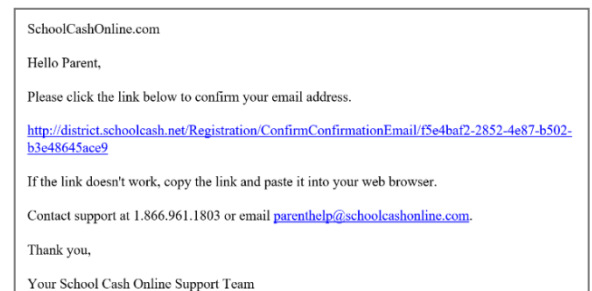 SchoolCashOnline.com
Hello Parent,
Please click the link below to confirm your email address.
http://district.schoolcash.net/Registration/ConfirmConfirmationEmail/f5e4baf2-2852-4e87-b502-
b3e48645ace9
If the link doesn't work, copy the link and paste it into your web browser.
Contact support at 1.866.961.1803 or email parenthelp@schoolcashonline.com.
Thank you,
Your School Cash Online Support Team